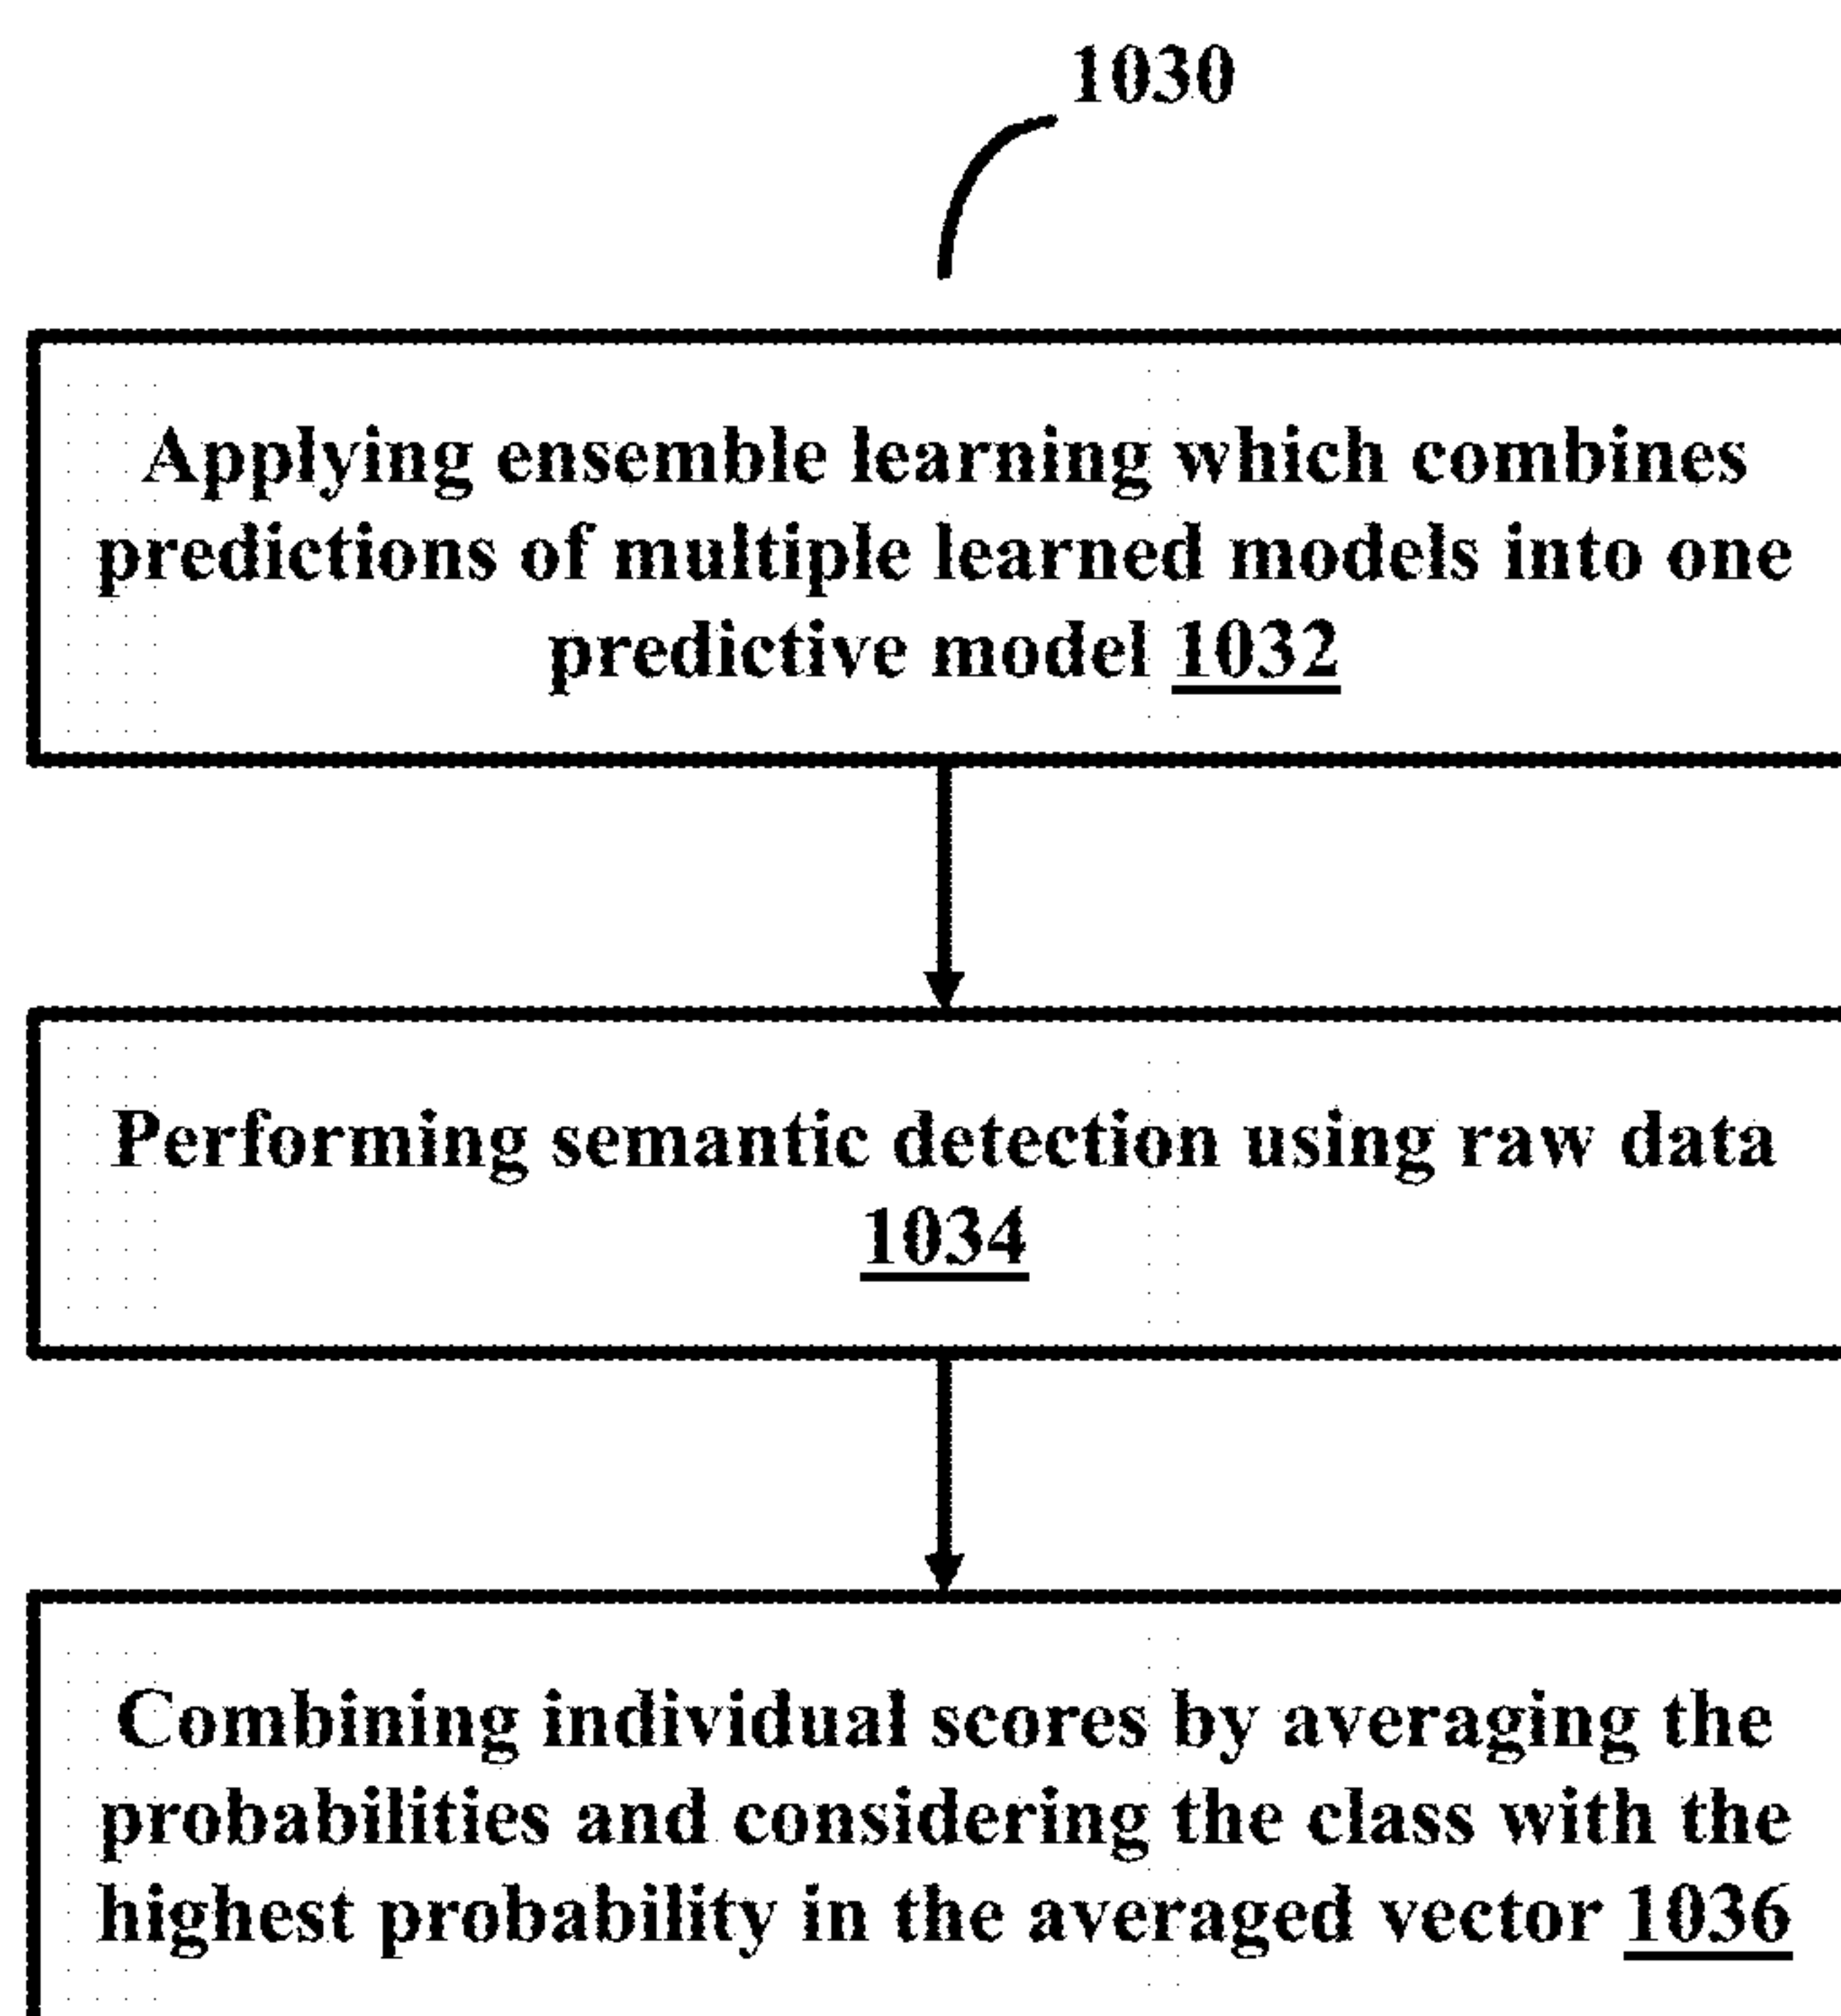 1030
Applying ensemble learning which combines
predictions of multiple learned models into one
predictive model 1032
Performing semantic detection using raw data
1034
Combining individual scores by averaging the
probabilities and considering the class with the
highest probability in the averaged vector 1036